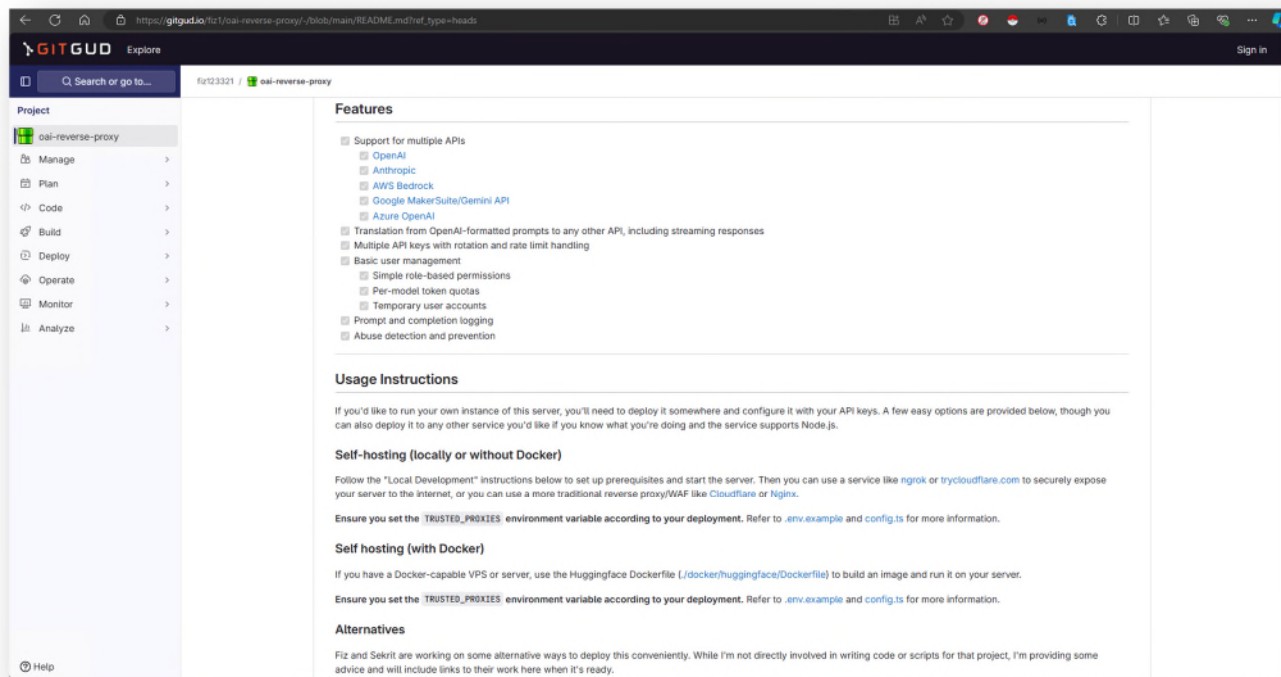 https://gitgud.io/fiz1/oai-reverse-proxy/-/blob/main/README.md?ref_type=heads
GITGUD Explore
Sign in
Search or go to...
fiz123321 / oai-reverse-proxy
Project
oai-reverse-proxy
Manage
Plan
Code
Build
Deploy
Operate
Monitor
Analyze
Help
Features
Support for multiple APIs
OpenAI
Anthropic
AWS Bedrock
Google MakerSuite/Gemini API
Azure OpenAI
Translation from OpenAI-formatted prompts to any other API, including streaming responses
Multiple API keys with rotation and rate limit handling
Basic user management
Simple role-based permissions
Per-model token quotas
Temporary user accounts
Prompt and completion logging
Abuse detection and prevention
Usage Instructions
If you'd like to run your own instance of this server, you'll need to deploy it somewhere and configure it with your API keys. A few easy options are provided below, though you
can also deploy it to any other service you'd like if you know what you're doing and the service supports Node.js.
Self-hosting (locally or without Docker)
Follow the "Local Development" instructions below to set up prerequisites and start the server. Then you can use a service like ngrok or trycloudflare.com to securely expose
your server to the internet, or you can use a more traditional reverse proxy/WAF like Cloudflare or Nginx.
Ensure you set the TRUSTED_PROXIES environment variable according to your deployment. Refer to .env.example and config.ts for more information.
Self hosting (with Docker)
If you have a Docker-capable VPS or server, use the Huggingface Dockerfile (./docker/huggingface/Dockerfile) to build an image and run it on your server.
Ensure you set the TRUSTED_PROXIES environment variable according to your deployment. Refer to .env.example and config.ts for more information.
Alternatives
Fiz and Sekrit are working on some alternative ways to deploy this conveniently. While I'm not directly involved in writing code or scripts for that project, I'm providing some
advice and will include links to their work here when it's ready.